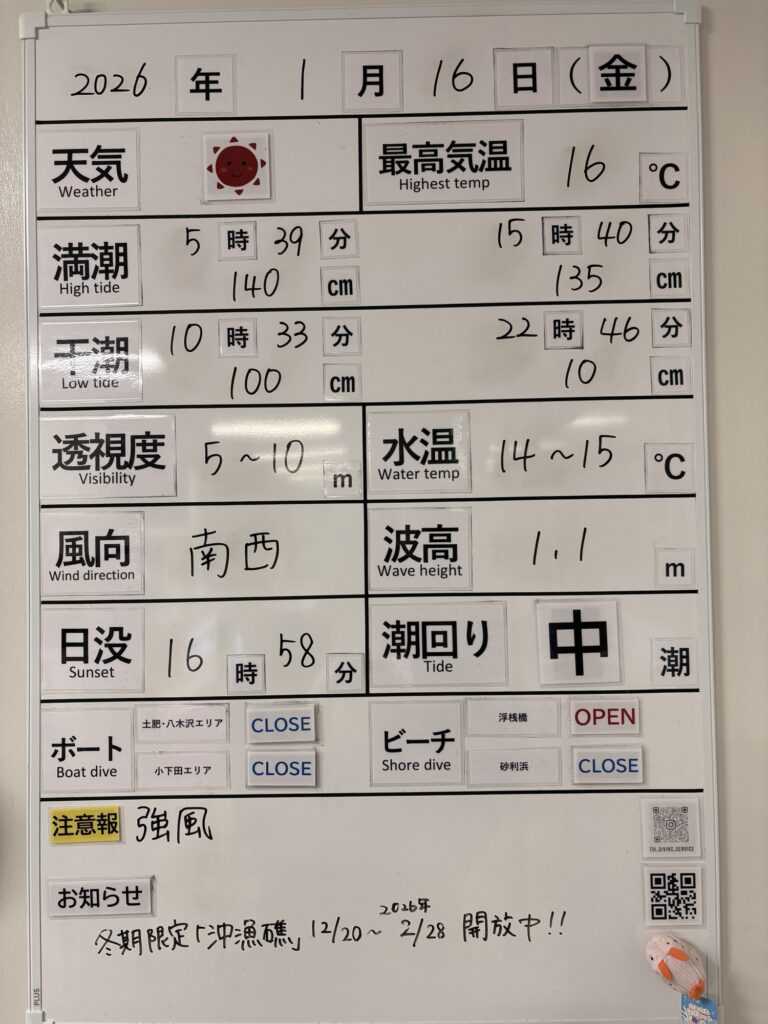 2026 年 1 月 16 日 (金)
天気 最高気温 16 ℃
Weather Highest temp
満潮 5 時 39 分 15 時 40 分
High tide 140 cm 135 cm
干潮 10 時 33 分 22 時 46 分
Low tide 100 cm 10 cm
透視度 5~10 m 水温 14~15 ℃
Visibility Water temp
風向 南西 波高 1.1 m
Wind direction Wave height
日没 16 時 58 分 潮回り 中 潮
Sunset Tide
ボート 土肥・八木沢エリア CLOSE ビーチ 浮桟橋 OPEN
Boat dive 小下田エリア CLOSE Shore dive 砂利浜 CLOSE
注意報 強風
TOI_DIVING_SERVICE
お知らせ
2026年
冬期限定「沖漁礁」12/20~2/28 開放中!!
PLUS